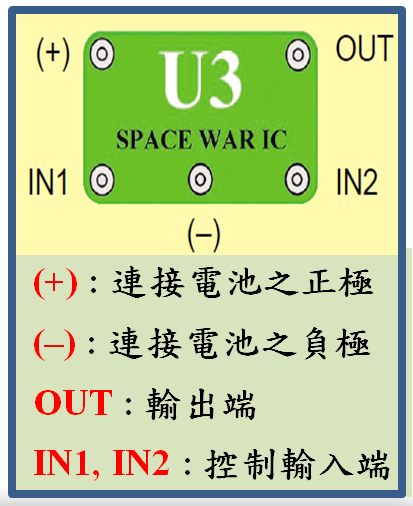 (+) U3 OUT
SPACE WAR IC
IN1 IN2
(–)
(+)：連接電池之正極
(–)：連接電池之負極
OUT：輸出端
IN1, IN2：控制輸入端